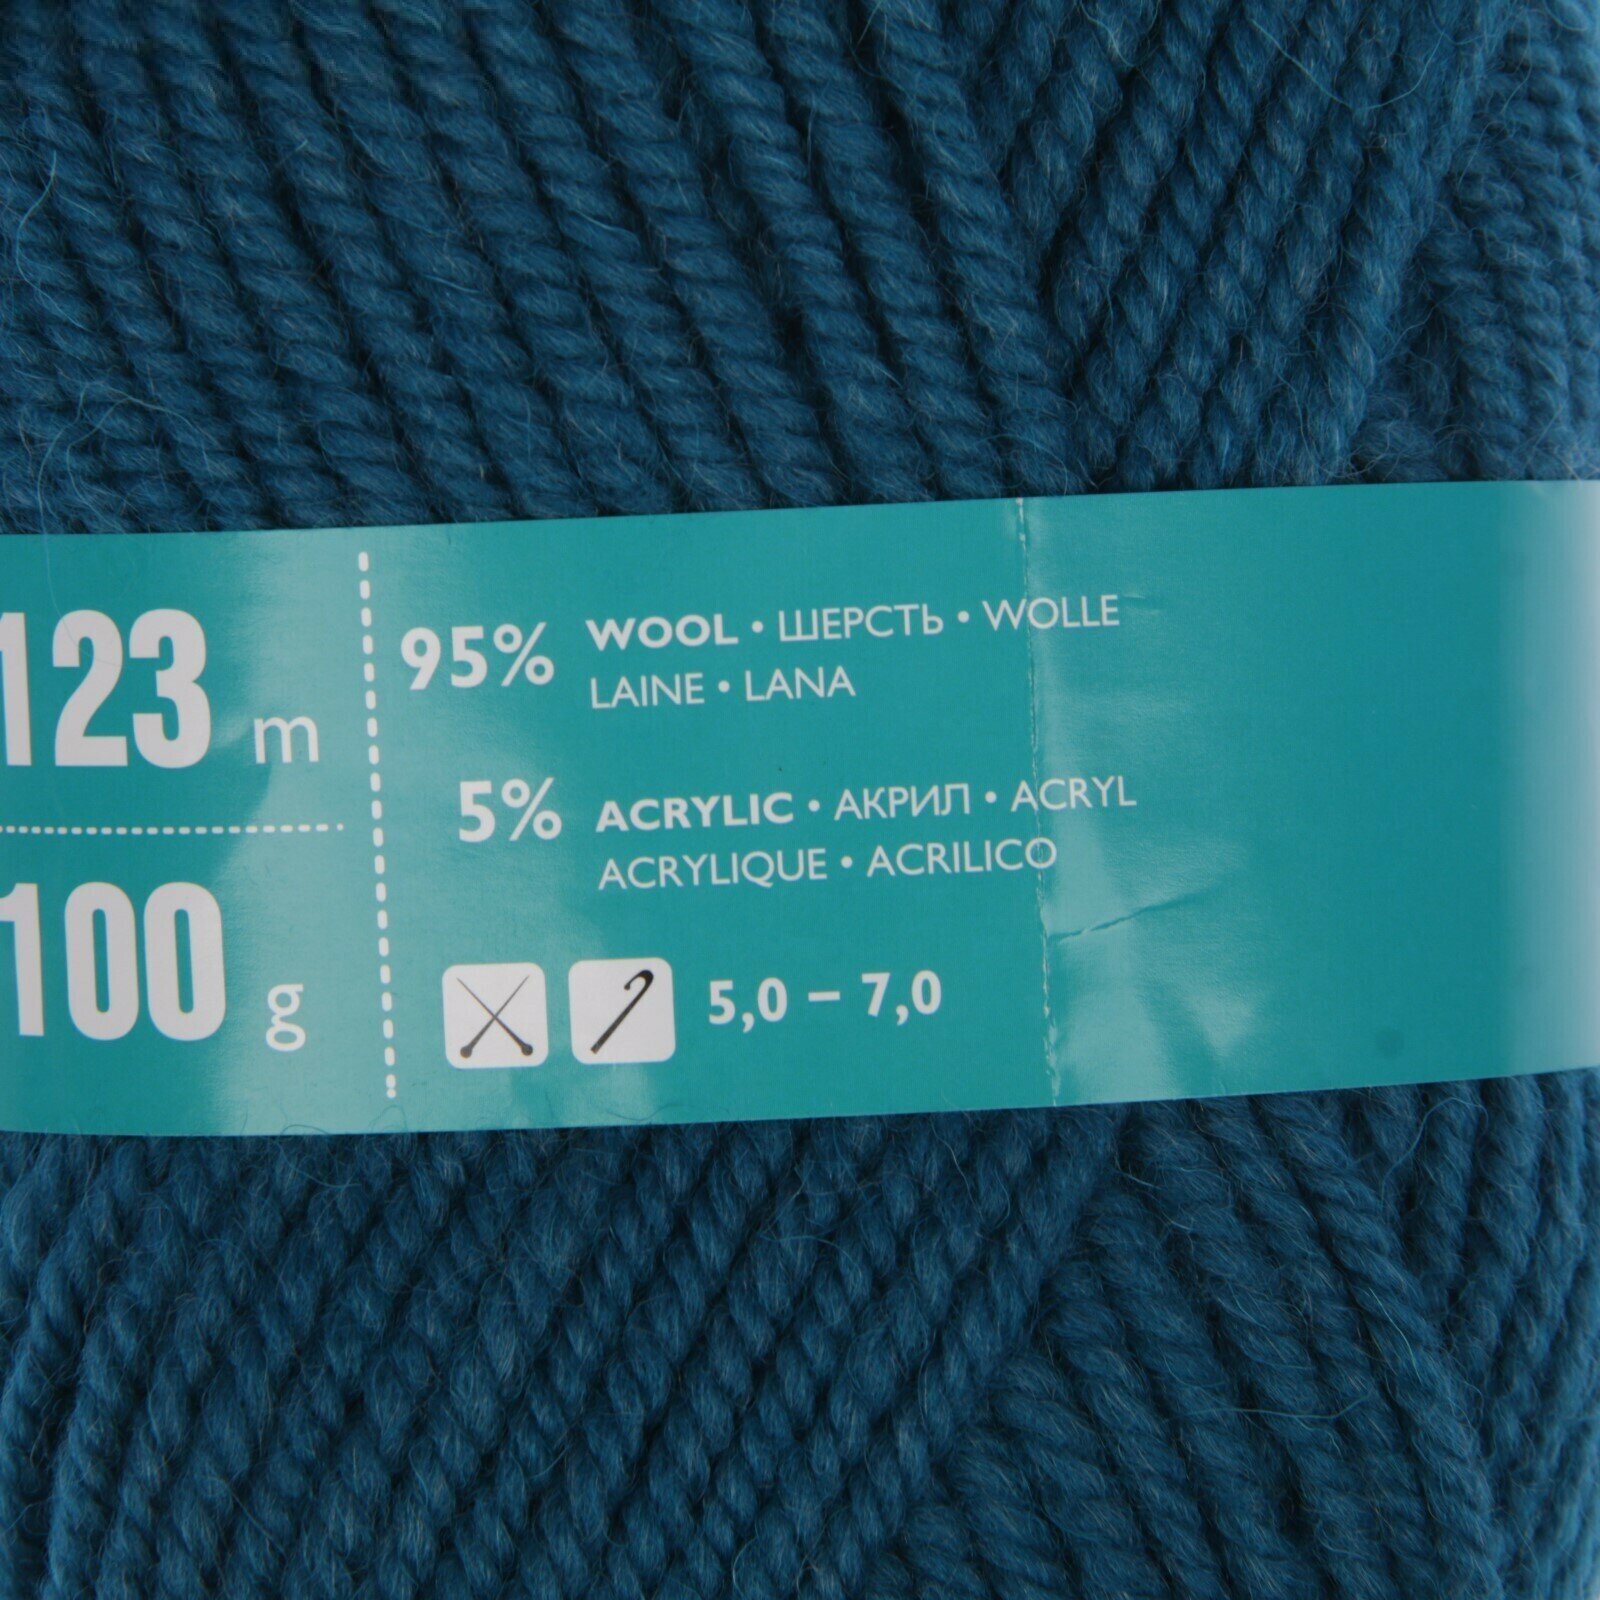 123 m
100 g
95% WOOL • ШЕРСТЬ • WOLLE
LAINE • LANA
5% ACRYLIC • АКРИЛ • ACRYL
ACRYLIQUE • ACRILICO
5,0 – 7,0